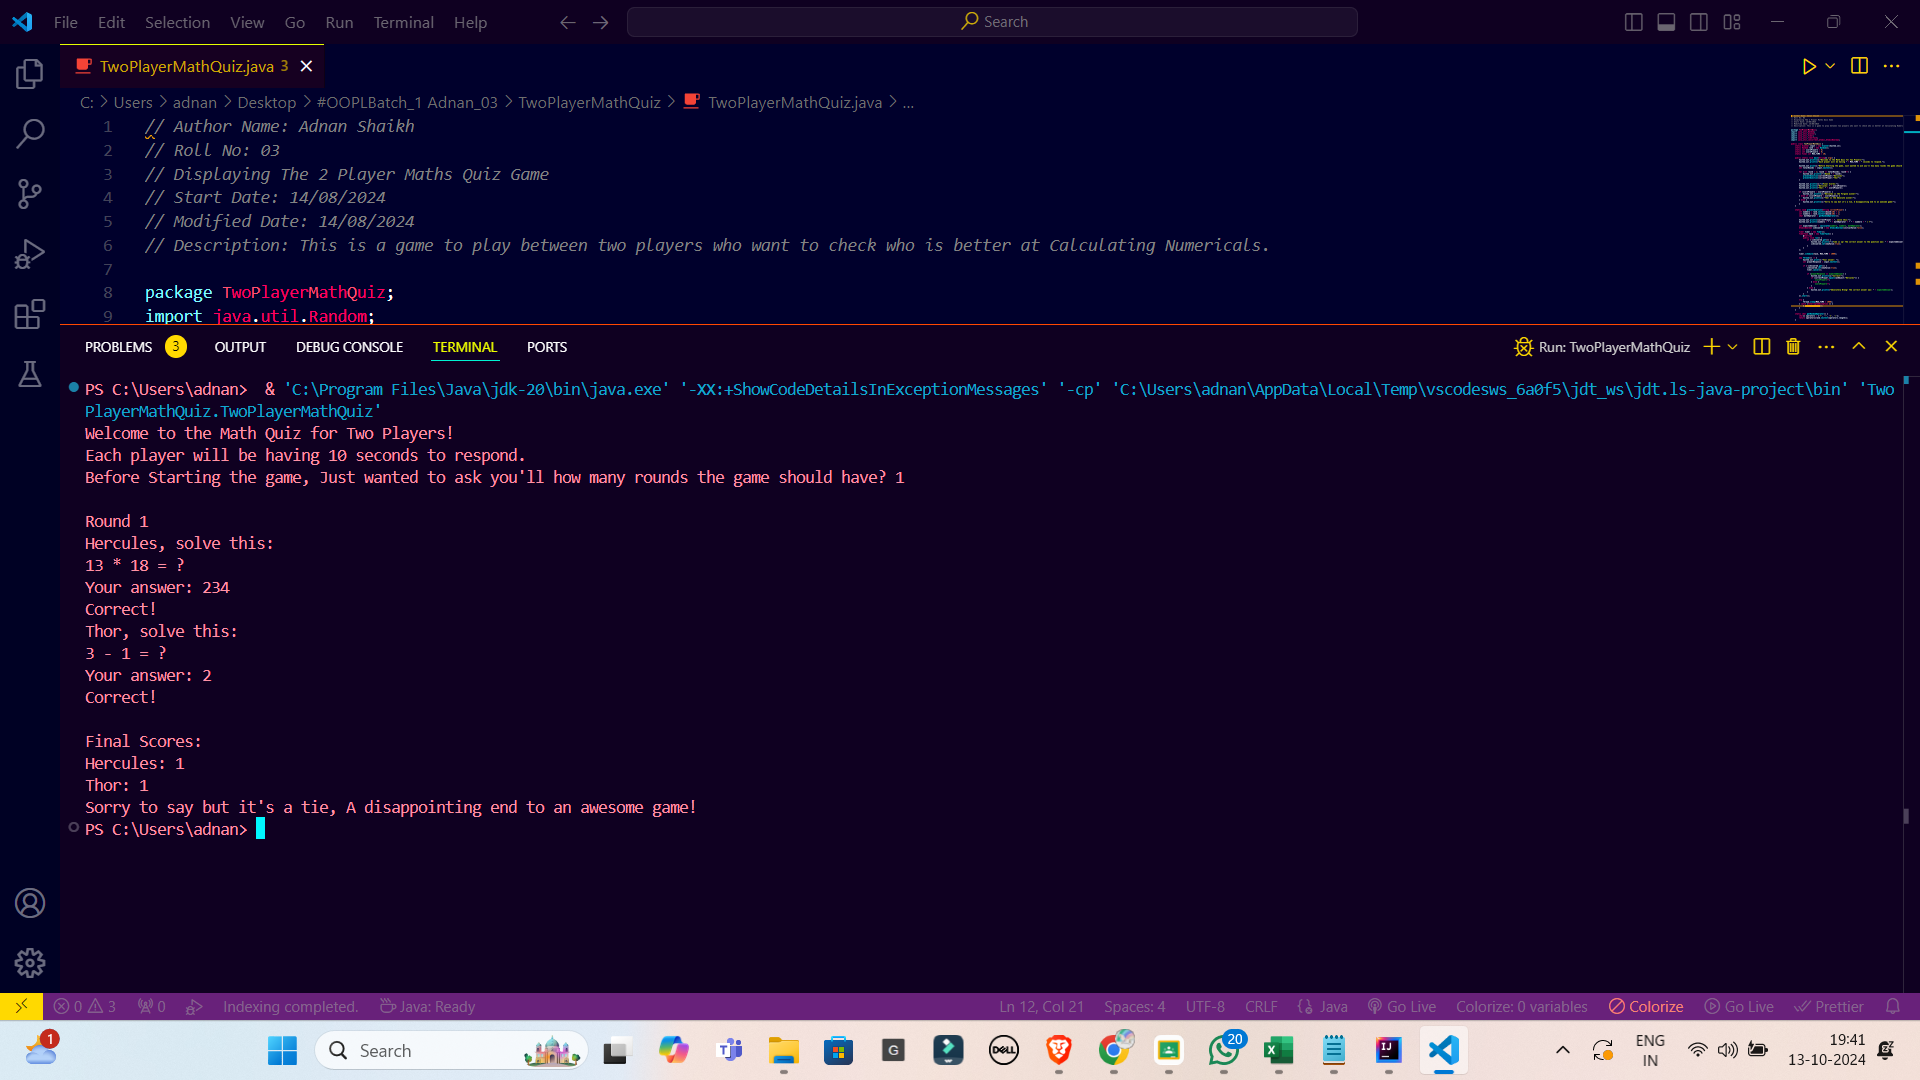 File Edit Selection View Go Run Terminal Help Search
TwoPlayerMathQuiz.java 3
C: > Users > adnan > Desktop > #OOPLBatch_1 Adnan_03 > TwoPlayerMathQuiz > TwoPlayerMathQuiz.java > ...
1 // Author Name: Adnan Shaikh
2 // Roll No: 03
3 // Displaying The 2 Player Maths Quiz Game
4 // Start Date: 14/08/2024
5 // Modified Date: 14/08/2024
6 // Description: This is a game to play between two players who want to check who is better at Calculating Numericals.
7
8 package TwoPlayerMathQuiz;
9 import java.util.Random;
PROBLEMS 3 OUTPUT DEBUG CONSOLE TERMINAL PORTS Run: TwoPlayerMathQuiz
PS C:\Users\adnan> & 'C:\Program Files\Java\jdk-20\bin\java.exe' '-XX:+ShowCodeDetailsInExceptionMessages' '-cp' 'C:\Users\adnan\AppData\Local\Temp\vscodesws_6a0f5\jdt_ws\jdt.ls-java-project\bin' 'Two
PlayerMathQuiz.TwoPlayerMathQuiz'
Welcome to the Math Quiz for Two Players!
Each player will be having 10 seconds to respond.
Before Starting the game, Just wanted to ask you'll how many rounds the game should have? 1
Round 1
Hercules, solve this:
13 * 18 = ?
Your answer: 234
Correct!
Thor, solve this:
3 - 1 = ?
Your answer: 2
Correct!
Final Scores:
Hercules: 1
Thor: 1
Sorry to say but it's a tie, A disappointing end to an awesome game!
PS C:\Users\adnan>
0 3 0 Indexing completed. Java: Ready Ln 12, Col 21 Spaces: 4 UTF-8 CRLF Java Go Live Colorize: 0 variables Colorize Go Live Prettier
1 Search G DELL 20 IJ ENG 19:41
IN 13-10-2024